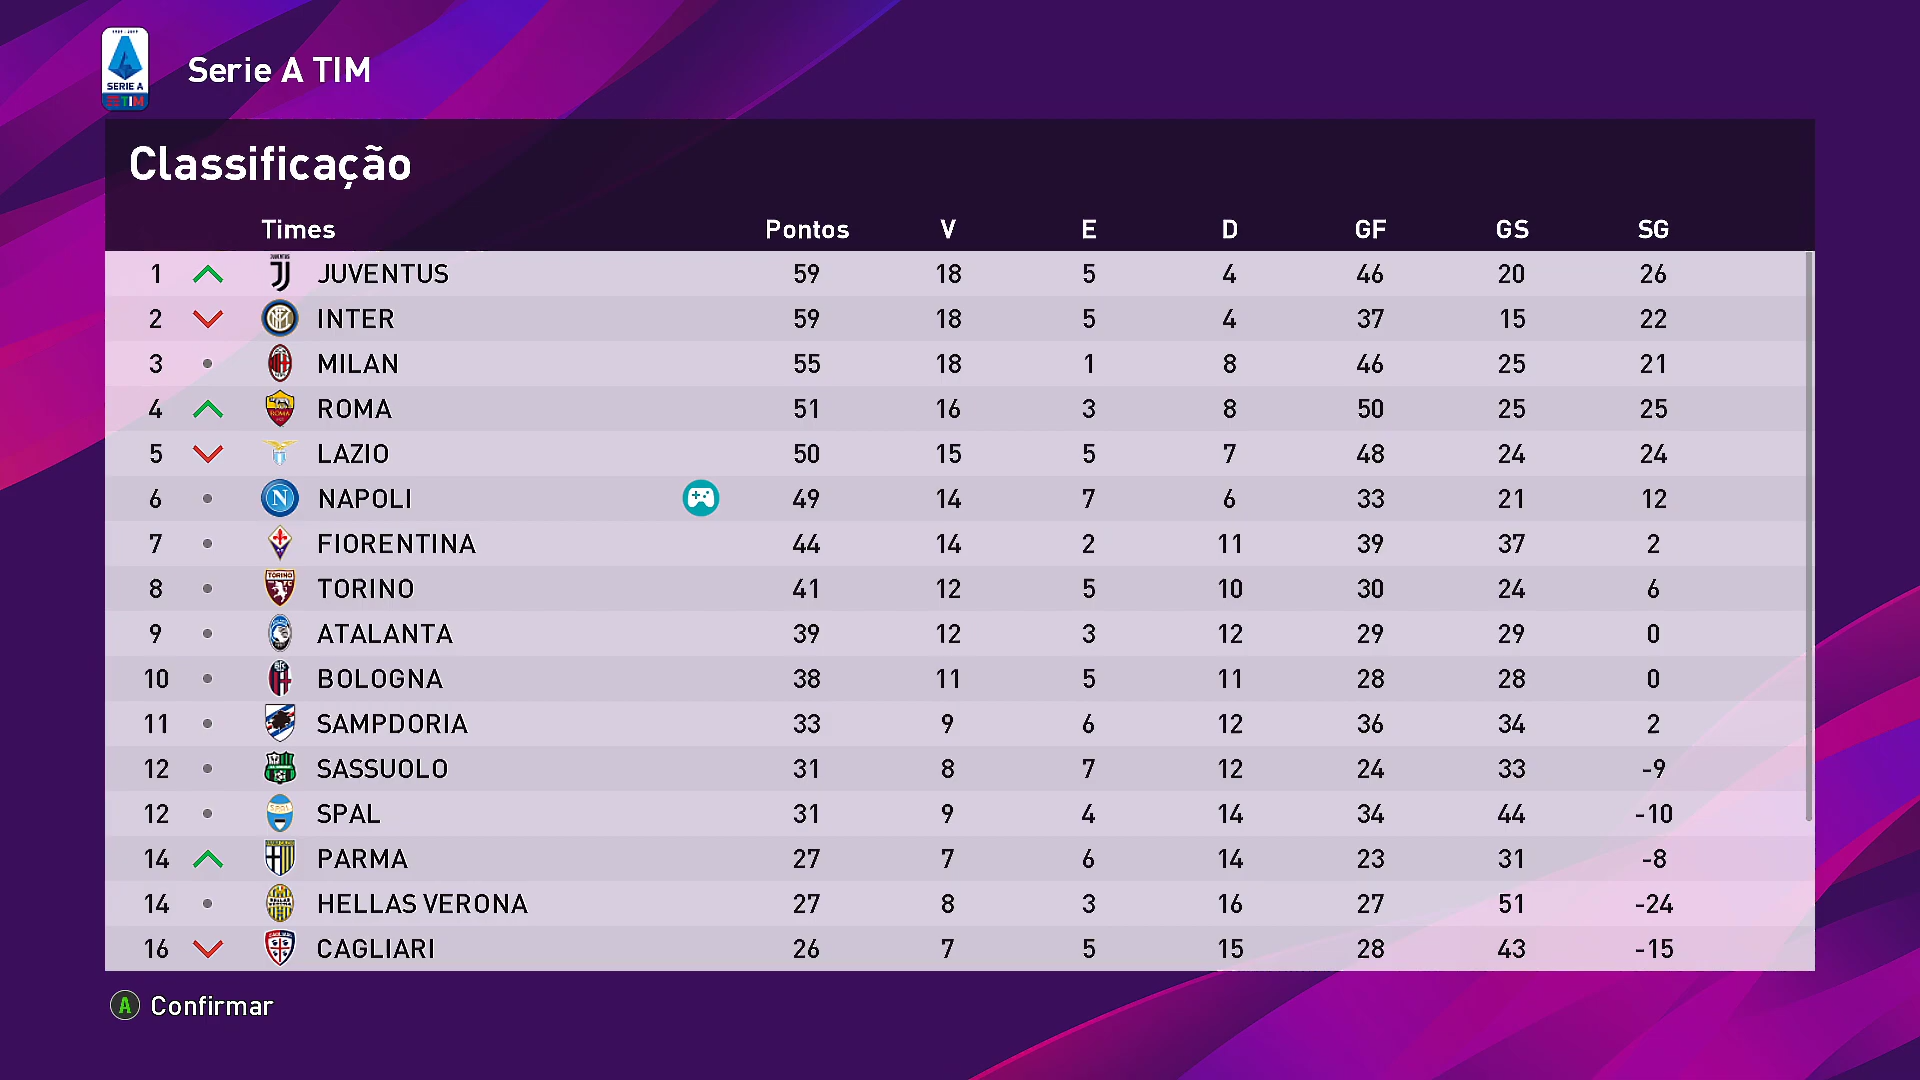 SERIE A
TIM
Serie A TIM
Classificação
Times Pontos V E D GF GS SG
1 JUVENTUS 59 18 5 4 46 20 26
2 INTER 59 18 5 4 37 15 22
3 MILAN 55 18 1 8 46 25 21
4 ROMA 51 16 3 8 50 25 25
5 LAZIO 50 15 5 7 48 24 24
6 NAPOLI 49 14 7 6 33 21 12
7 FIORENTINA 44 14 2 11 39 37 2
8 TORINO 41 12 5 10 30 24 6
9 ATALANTA 39 12 3 12 29 29 0
10 BOLOGNA 38 11 5 11 28 28 0
11 SAMPDORIA 33 9 6 12 36 34 2
12 SASSUOLO 31 8 7 12 24 33 -9
12 SPAL 31 9 4 14 34 44 -10
14 PARMA 27 7 6 14 23 31 -8
14 HELLAS VERONA 27 8 3 16 27 51 -24
16 CAGLIARI 26 7 5 15 28 43 -15
A Confirmar